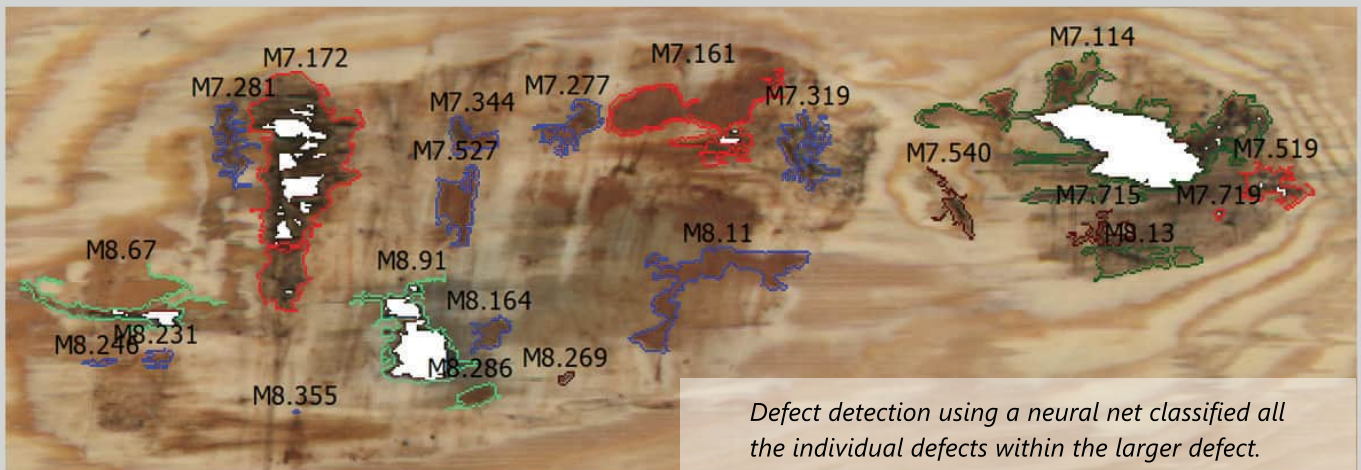 M7.114
M7.161
M7.172
M7.281
M7.277
M7.344
M7.319
M7.527
M7.540
M7.519
M7.715
M7.719
M8.13
M8.11
M8.67
M8.91
M8.164
M8.231
M8.246
M8.269
M8.286
M8.355
Defect detection using a neural net classified all
the individual defects within the larger defect.